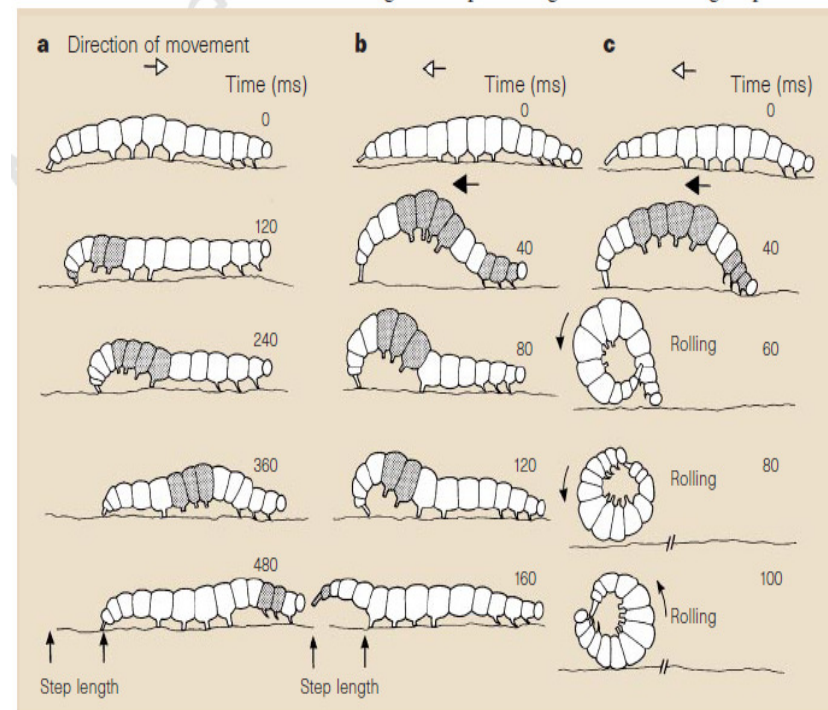 a Direction of movement
Time (ms)
0
120
240
360
480
Step length
b
Time (ms)
0
40
80
120
160
Step length
c
Time (ms)
0
40
Rolling 60
Rolling 80
Rolling 100